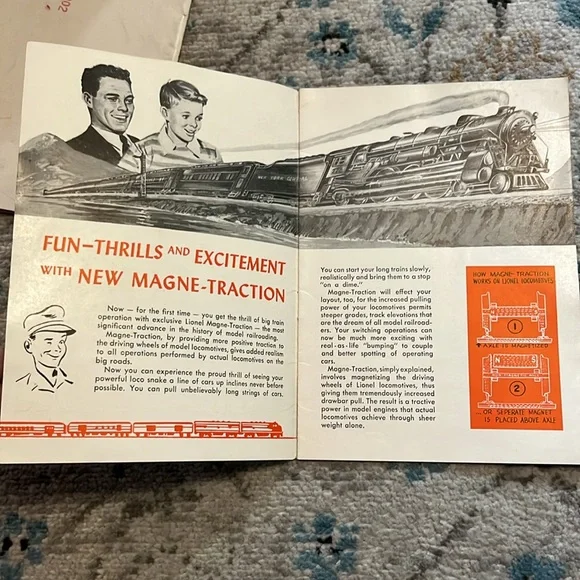 02
NEW YORK CENTRAL
FUN-THRILLS AND EXCITEMENT
WITH NEW MAGNE-TRACTION
Now — for the first time — you get the thrill of big train
operation with exclusive Lionel Magne-Traction — the most
significant advance in the history of model railroading.
Magne-Traction, by providing more positive traction to
the driving wheels of model locomotives, gives added realism
to all operations performed by actual locomotives on the
big roads.
Now you can experience the proud thrill of seeing your
powerful loco snake a line of cars up inclines never before
possible. You can pull unbelievably long strings of cars.
You can start your long trains slowly,
realistically and bring them to a stop
"on a dime."
Magne-Traction will effect your
layout, too, for the increased pulling
power of your locomotives permits
steeper grades, track elevations that
are the dream of all model railroad-
ers. Your switching operations can
now be much more exciting with
real-as-life "bumping" to couple
and better spotting of operating
cars.
Magne-Traction, simply explained,
involves magnetizing the driving
wheels of Lionel locomotives, thus
giving them tremendously increased
drawbar pull. The result is a tractive
power in model engines that actual
locomotives achieve through sheer
weight alone.
HOW MAGNE-TRACTION
WORKS ON LIONEL LOCOMOTIVES
1
AXLE IS MAGNETIZED
N S
2
...OR SEPERATE MAGNET
IS PLACED ABOVE AXLE